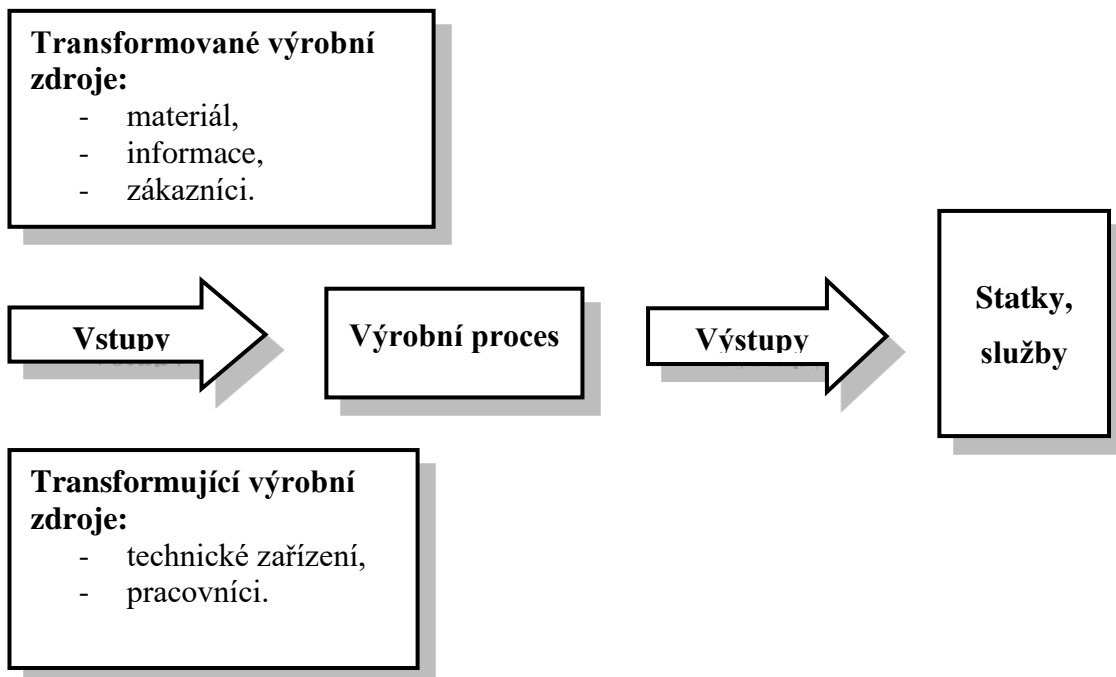 Transformované výrobní
zdroje:
- materiál,
- informace,
- zákazníci.
Vstupy
Výrobní proces
Výstupy
Statky,
služby
Transformující výrobní
zdroje:
- technické zařízení,
- pracovníci.